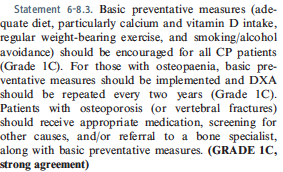 Statement 6-8.3. Basic preventative measures (ade-
quate diet, particularly calcium and vitamin D intake,
regular weight-bearing exercise, and smoking/alcohol
avoidance) should be encouraged for all CP patients
(Grade 1C). For those with osteopaenia, basic pre-
ventative measures should be implemented and DXA
should be repeated every two years (Grade 1C).
Patients with osteoporosis (or vertebral fractures)
should receive appropriate medication, screening for
other causes, and/or referral to a bone specialist,
along with basic preventative measures. (GRADE 1C,
strong agreement)